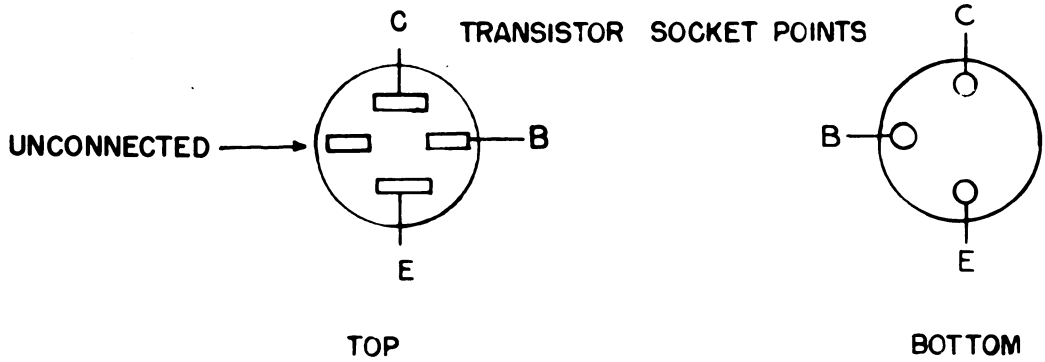 C
TRANSISTOR SOCKET POINTS
C
UNCONNECTED
B
B
E
E
TOP
BOTTOM